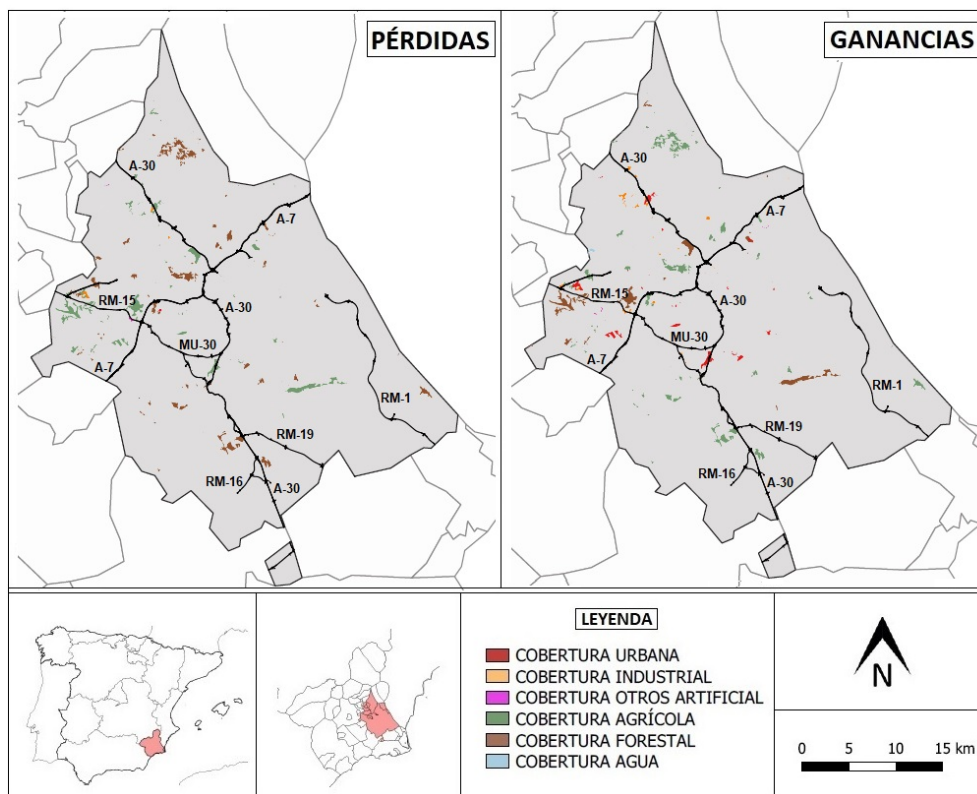 PÉRDIDAS
A-30
A-7
RM-15
A-30
MU-30
A-7
RM-1
RM-19
RM-16
A-30
GANANCIAS
A-30
A-7
RM-15
A-30
MU-30
A-7
RM-1
RM-19
RM-16
A-30
LEYENDA
COBERTURA URBANA
COBERTURA INDUSTRIAL
COBERTURA OTROS ARTIFICIAL
COBERTURA AGRÍCOLA
COBERTURA FORESTAL
COBERTURA AGUA
N
0 5 10 15 km